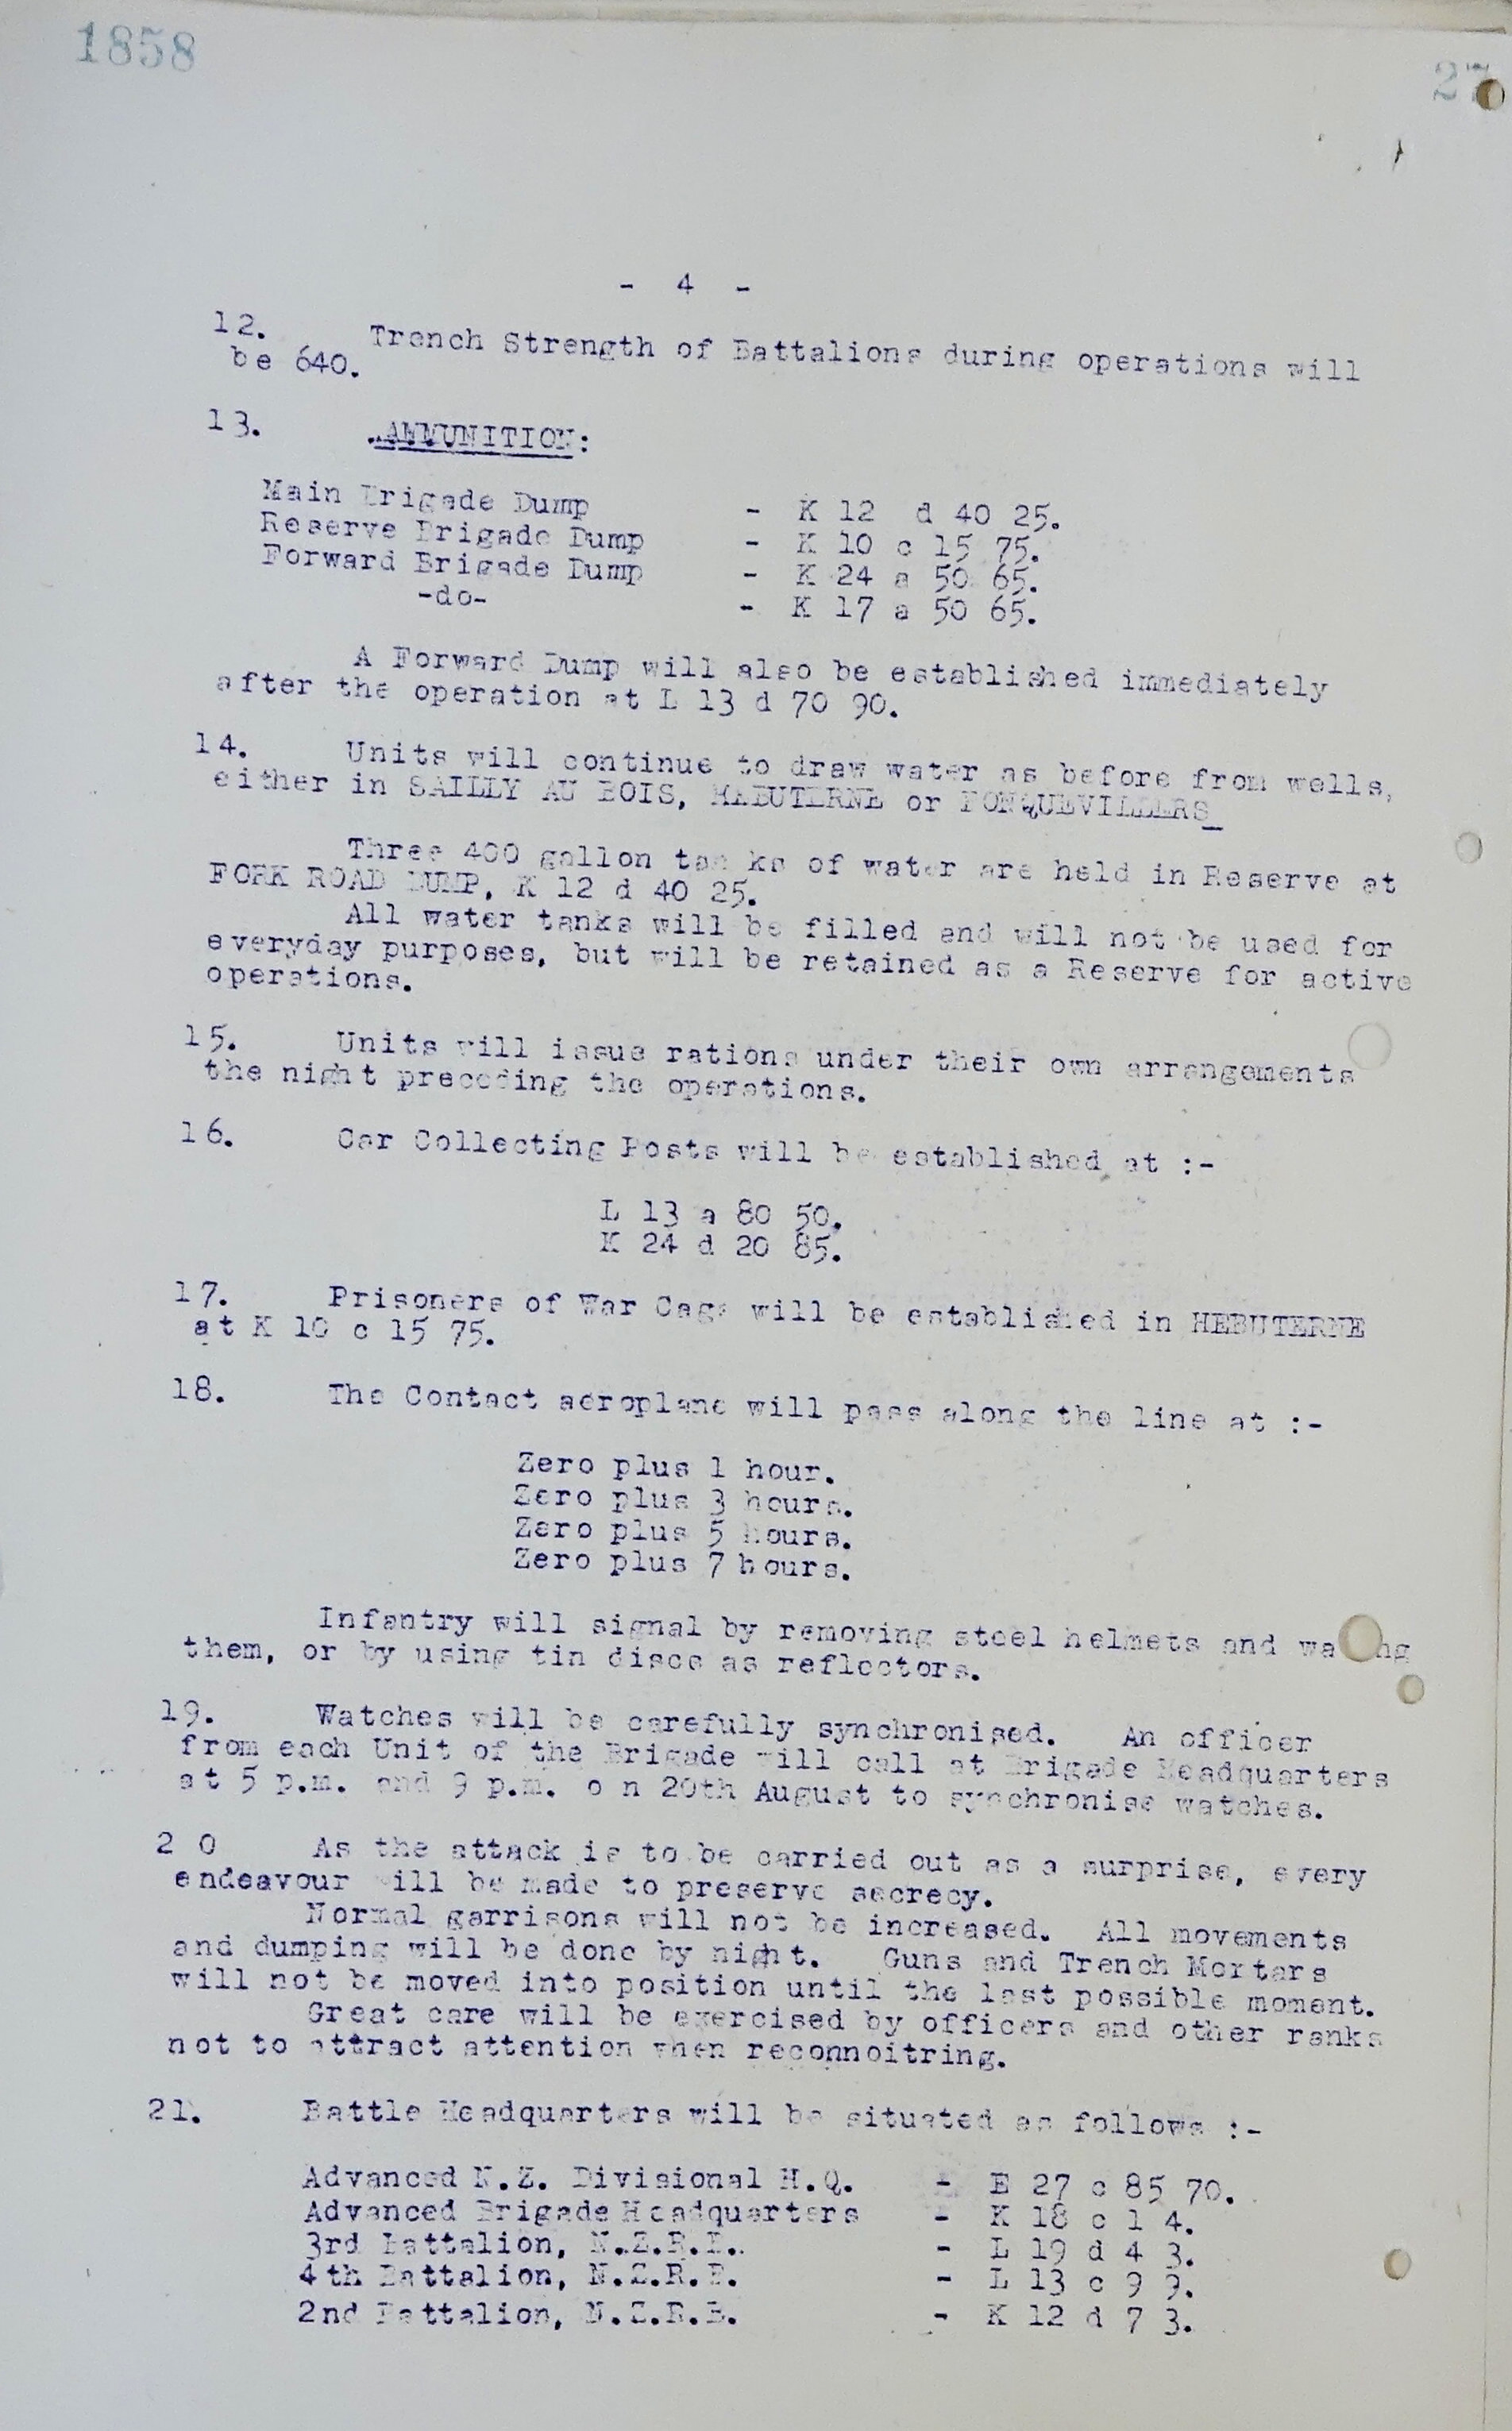 1858
27
- 4 -
12. Trench Strength of Battalions during operations will
be 640.
13. AMMUNITION:
Main Brigade Dump - K 12 d 40 25.
Reserve Brigade Dump - K 10 c 15 75.
Forward Brigade Dump - K 24 a 50 65.
-do- - K 17 a 50 65.
A Forward Dump will also be established immediately
after the operation at L 13 d 70 90.
14. Units will continue to draw water as before from wells,
either in SAILLY AU BOIS, HEBUTERNE or FONQUEVILLERS_
Three 400 gallon tanks of water are held in Reserve at
FORK ROAD DUMP, K 12 d 40 25.
All water tanks will be filled and will not be used for
everyday purposes, but will be retained as a Reserve for active
operations.
15. Units will issue rations under their own arrangements
the night preceding the operations.
16. Car Collecting Posts will be established at :-
L 13 a 80 50.
K 24 d 20 85.
17. Prisoners of War Cage will be established in HEBUTERNE
at K 10 c 15 75.
18. The Contact aeroplane will pass along the line at :-
Zero plus 1 hour.
Zero plus 3 hours.
Zero plus 5 hours.
Zero plus 7 hours.
Infantry will signal by removing steel helmets and wa ng
them, or by using tin discs as reflectors.
19. Watches will be carefully synchronised. An officer
from each Unit of the Brigade will call at Brigade Headquarters
at 5 p.m. and 9 p.m. o n 20th August to synchronise watches.
2 0 As the attack is to be carried out as a surprise, every
endeavour will be made to preserve secrecy.
Normal garrisons will not be increased. All movements
and dumping will be done by night. Guns and Trench Mortars
will not be moved into position until the last possible moment.
Great care will be exercised by officers and other ranks
not to attract attention when reconnoitring.
21. Battle Headquarters will be situated as follows :-
Advanced N.Z. Divisional H.Q. - E 27 c 85 70.
Advanced Brigade Headquarters - K 18 c 1 4.
3rd Battalion, N.Z.R.B. - L 19 d 4 3.
4th Battalion, N.Z.R.B. - L 13 c 9 9.
2nd Battalion, N.Z.R.B. - K 12 d 7 3.